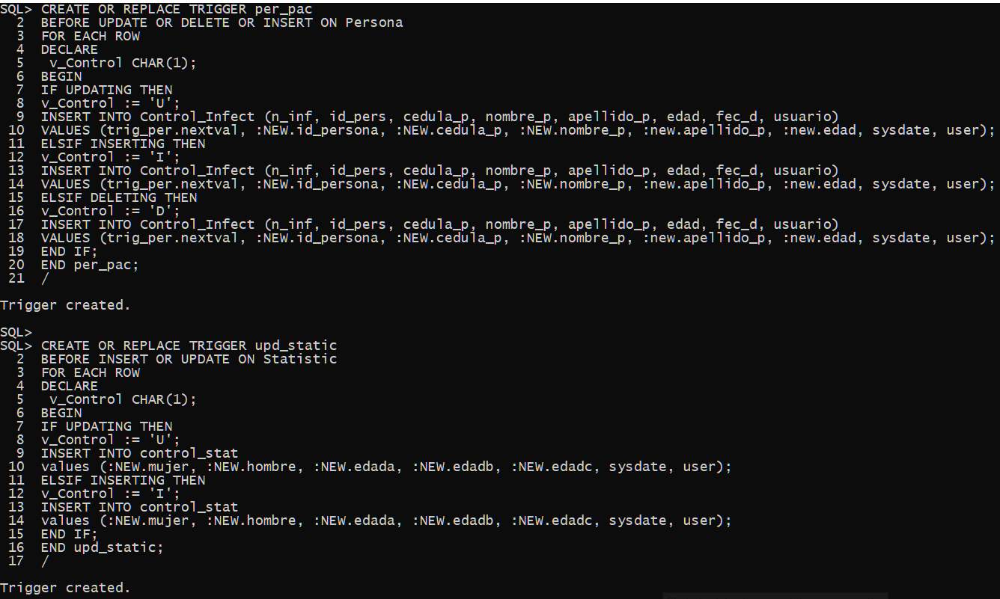 SQL> CREATE OR REPLACE TRIGGER per_pac
  2  BEFORE UPDATE OR DELETE OR INSERT ON Persona
  3  FOR EACH ROW
  4  DECLARE
  5   v_Control CHAR(1);
  6  BEGIN
  7  IF UPDATING THEN
  8  v_Control := 'U';
  9  INSERT INTO Control_Infect (n_inf, id_pers, cedula_p, nombre_p, apellido_p, edad, fec_d, usuario)
 10  VALUES (trig_per.nextval, :NEW.id_persona, :NEW.cedula_p, :NEW.nombre_p, :new.apellido_p, :new.edad, sysdate, user);
 11  ELSIF INSERTING THEN
 12  v_Control := 'I';
 13  INSERT INTO Control_Infect (n_inf, id_pers, cedula_p, nombre_p, apellido_p, edad, fec_d, usuario)
 14  VALUES (trig_per.nextval, :NEW.id_persona, :NEW.cedula_p, :NEW.nombre_p, :new.apellido_p, :new.edad, sysdate, user);
 15  ELSIF DELETING THEN
 16  v_Control := 'D';
 17  INSERT INTO Control_Infect (n_inf, id_pers, cedula_p, nombre_p, apellido_p, edad, fec_d, usuario)
 18  VALUES (trig_per.nextval, :NEW.id_persona, :NEW.cedula_p, :NEW.nombre_p, :new.apellido_p, :new.edad, sysdate, user);
 19  END IF;
 20  END per_pac;
 21  /
Trigger created.
SQL>
SQL> CREATE OR REPLACE TRIGGER upd_static
  2  BEFORE INSERT OR UPDATE ON Statistic
  3  FOR EACH ROW
  4  DECLARE
  5   v_Control CHAR(1);
  6  BEGIN
  7  IF UPDATING THEN
  8  v_Control := 'U';
  9  INSERT INTO control_stat
 10  values (:NEW.mujer, :NEW.hombre, :NEW.edada, :NEW.edadb, :NEW.edadc, sysdate, user);
 11  ELSIF INSERTING THEN
 12  v_Control := 'I';
 13  INSERT INTO control_stat
 14  values (:NEW.mujer, :NEW.hombre, :NEW.edada, :NEW.edadb, :NEW.edadc, sysdate, user);
 15  END IF;
 16  END upd_static;
 17  /
Trigger created.